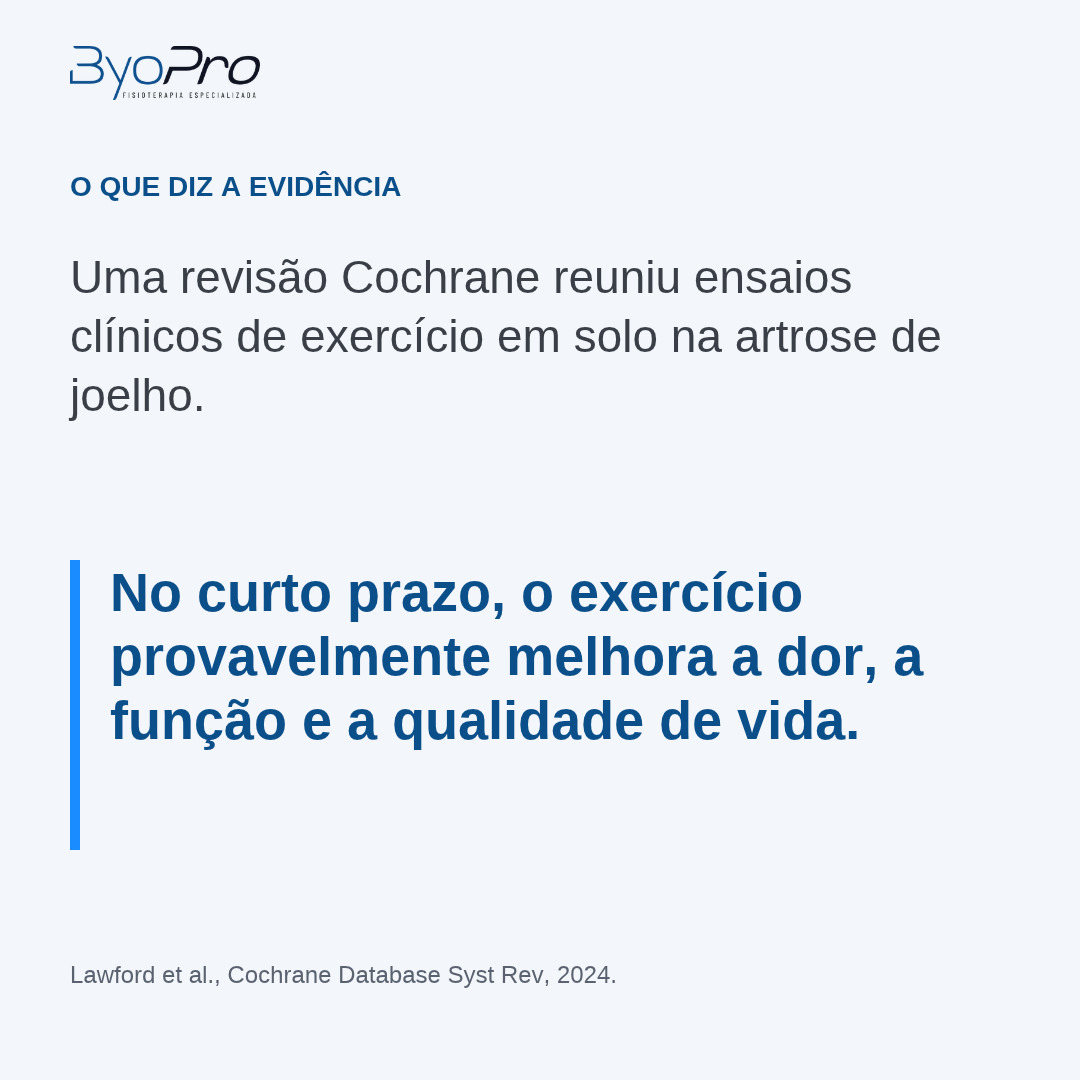 ByoPro
FISIOTERAPIA ESPECIALIZADA
O QUE DIZ A EVIDÊNCIA
Uma revisão Cochrane reuniu ensaios
clínicos de exercício em solo na artrose de
joelho.
No curto prazo, o exercício
provavelmente melhora a dor, a
função e a qualidade de vida.
Lawford et al., Cochrane Database Syst Rev, 2024.